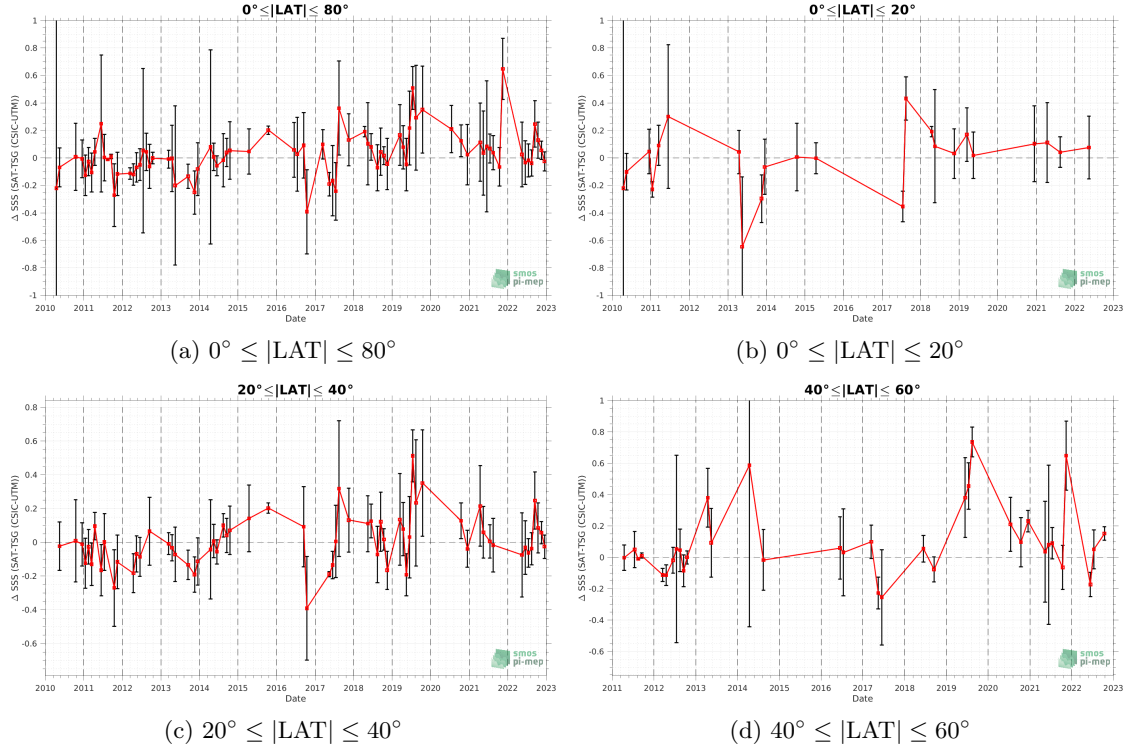 0°≤|LAT|≤ 80°
Δ SSS (SAT-TSG (CSIC-UTM))
1
0.8
0.6
0.4
0.2
0
-0.2
-0.4
-0.6
-0.8
-1
2010 2011 2012 2013 2014 2015 2016 2017 2018 2019 2020 2021 2022 2023
Date
smos
pi-mep
(a) 0° ≤ |LAT| ≤ 80°
0°≤|LAT|≤ 20°
Δ SSS (SAT-TSG (CSIC-UTM))
1
0.8
0.6
0.4
0.2
0
-0.2
-0.4
-0.6
-0.8
-1
2010 2011 2012 2013 2014 2015 2016 2017 2018 2019 2020 2021 2022 2023
Date
smos
pi-mep
(b) 0° ≤ |LAT| ≤ 20°
20°≤|LAT|≤ 40°
Δ SSS (SAT-TSG (CSIC-UTM))
0.8
0.6
0.4
0.2
0
-0.2
-0.4
-0.6
2010 2011 2012 2013 2014 2015 2016 2017 2018 2019 2020 2021 2022 2023
Date
smos
pi-mep
(c) 20° ≤ |LAT| ≤ 40°
40°≤|LAT|≤ 60°
Δ SSS (SAT-TSG (CSIC-UTM))
1
0.8
0.6
0.4
0.2
0
-0.2
-0.4
-0.6
2011 2012 2013 2014 2015 2016 2017 2018 2019 2020 2021 2022 2023
Date
smos
pi-mep
(d) 40° ≤ |LAT| ≤ 60°